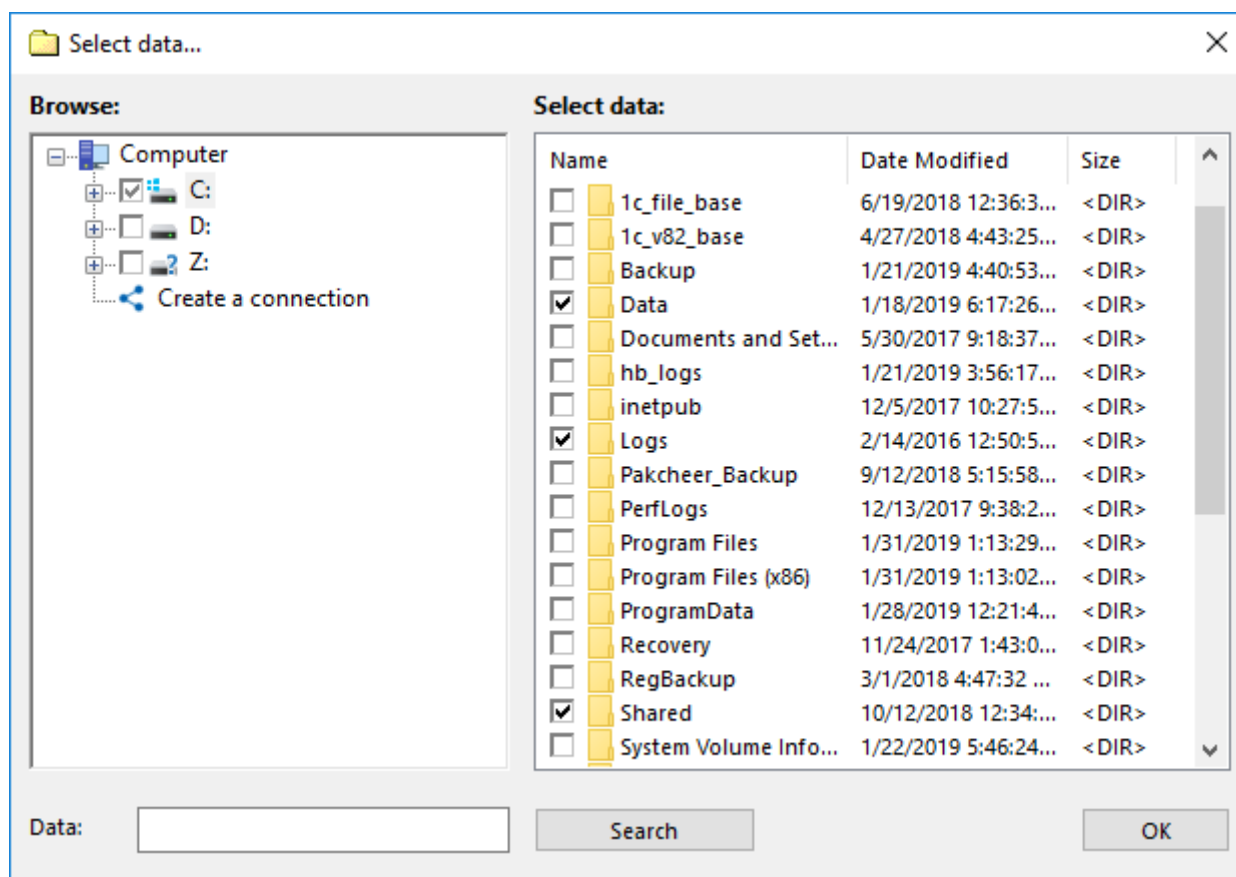 Select data...
Browse:
Select data:
Computer
C:
D:
Z:
Create a connection
Name Date Modified Size
1c_file_base 6/19/2018 12:36:3... <DIR>
1c_v82_base 4/27/2018 4:43:25... <DIR>
Backup 1/21/2019 4:40:53... <DIR>
Data 1/18/2019 6:17:26... <DIR>
Documents and Set... 5/30/2017 9:18:37... <DIR>
hb_logs 1/21/2019 3:56:17... <DIR>
inetpub 12/5/2017 10:27:5... <DIR>
Logs 2/14/2016 12:50:5... <DIR>
Pakcheer_Backup 9/12/2018 5:15:58... <DIR>
PerfLogs 12/13/2017 9:38:2... <DIR>
Program Files 1/31/2019 1:13:29... <DIR>
Program Files (x86) 1/31/2019 1:13:02... <DIR>
ProgramData 1/28/2019 12:21:4... <DIR>
Recovery 11/24/2017 1:43:0... <DIR>
RegBackup 3/1/2018 4:47:32 ... <DIR>
Shared 10/12/2018 12:34:... <DIR>
System Volume Info... 1/22/2019 5:46:24... <DIR>
Data:
Search
OK